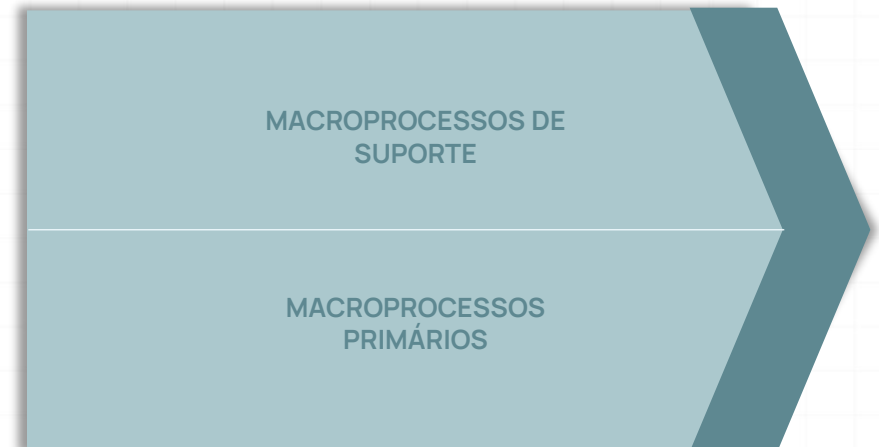 MACROPROCESSOS DE
SUPORTE
MACROPROCESSOS
PRIMÁRIOS